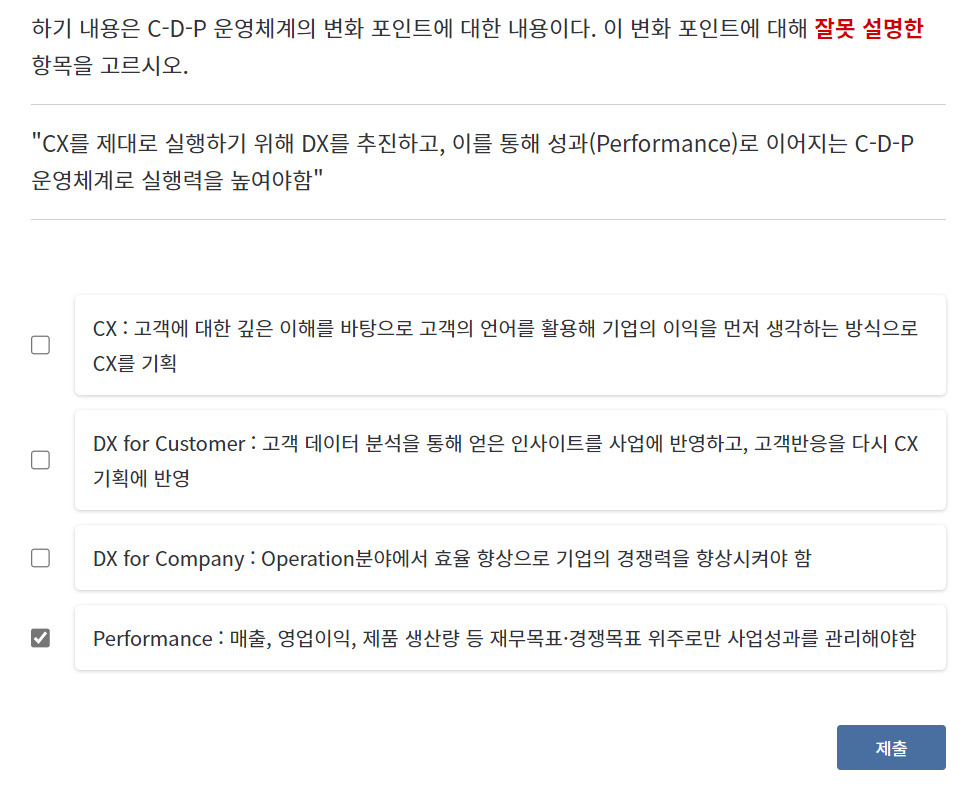 하기 내용은 C-D-P 운영체계의 변화 포인트에 대한 내용이다. 이 변화 포인트에 대해 잘못 설명한
항목을 고르시오.
"CX를 제대로 실행하기 위해 DX를 추진하고, 이를 통해 성과(Performance)로 이어지는 C-D-P
운영체계로 실행력을 높여야함"
CX : 고객에 대한 깊은 이해를 바탕으로 고객의 언어를 활용해 기업의 이익을 먼저 생각하는 방식으로
CX를 기획
DX for Customer : 고객 데이터 분석을 통해 얻은 인사이트를 사업에 반영하고, 고객반응을 다시 CX
기획에 반영
DX for Company : Operation분야에서 효율 향상으로 기업의 경쟁력을 향상시켜야 함
Performance : 매출, 영업이익, 제품 생산량 등 재무목표·경쟁목표 위주로만 사업성과를 관리해야함
제출